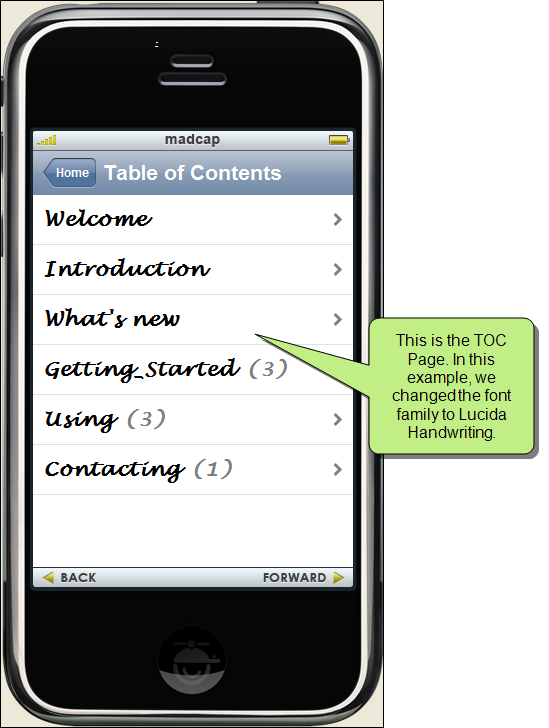 madcap
Home Table of Contents
Welcome
Introduction
What's new
Getting_Started (3)
Using (3)
Contacting (1)
BACK FORWARD
This is the TOC
Page. In this
example, we
changed the font
family to Lucida
Handwriting.